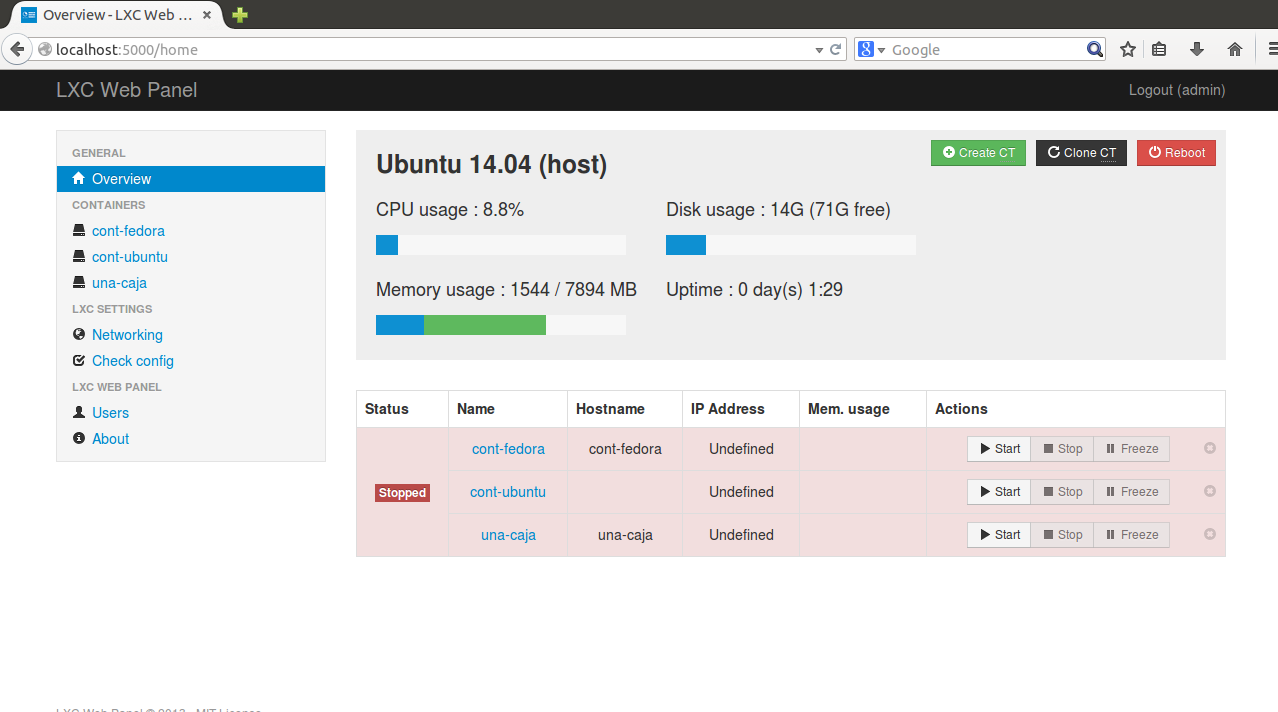 Overview - LXC Web ...
localhost:5000/home
Google
LXC Web Panel
Logout (admin)
GENERAL
Overview
CONTAINERS
cont-fedora
cont-ubuntu
una-caja
LXC SETTINGS
Networking
Check config
LXC WEB PANEL
Users
About
Ubuntu 14.04 (host)
Create CT
Clone CT
Reboot
CPU usage : 8.8%
Disk usage : 14G (71G free)
Memory usage : 1544 / 7894 MB
Uptime : 0 day(s) 1:29
Status Name Hostname IP Address Mem. usage Actions
cont-fedora cont-fedora Undefined Start Stop Freeze
Stopped cont-ubuntu Undefined Start Stop Freeze
una-caja una-caja Undefined Start Stop Freeze